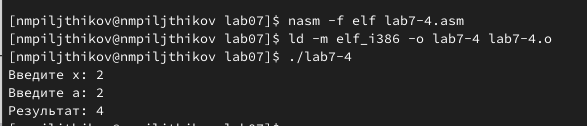 [nmpiljthikov@nmpiljthikov lab07]$ nasm -f elf lab7-4.asm
[nmpiljthikov@nmpiljthikov lab07]$ ld -m elf_i386 -o lab7-4 lab7-4.o
[nmpiljthikov@nmpiljthikov lab07]$ ./lab7-4
Введите x: 2
Введите a: 2
Результат: 4